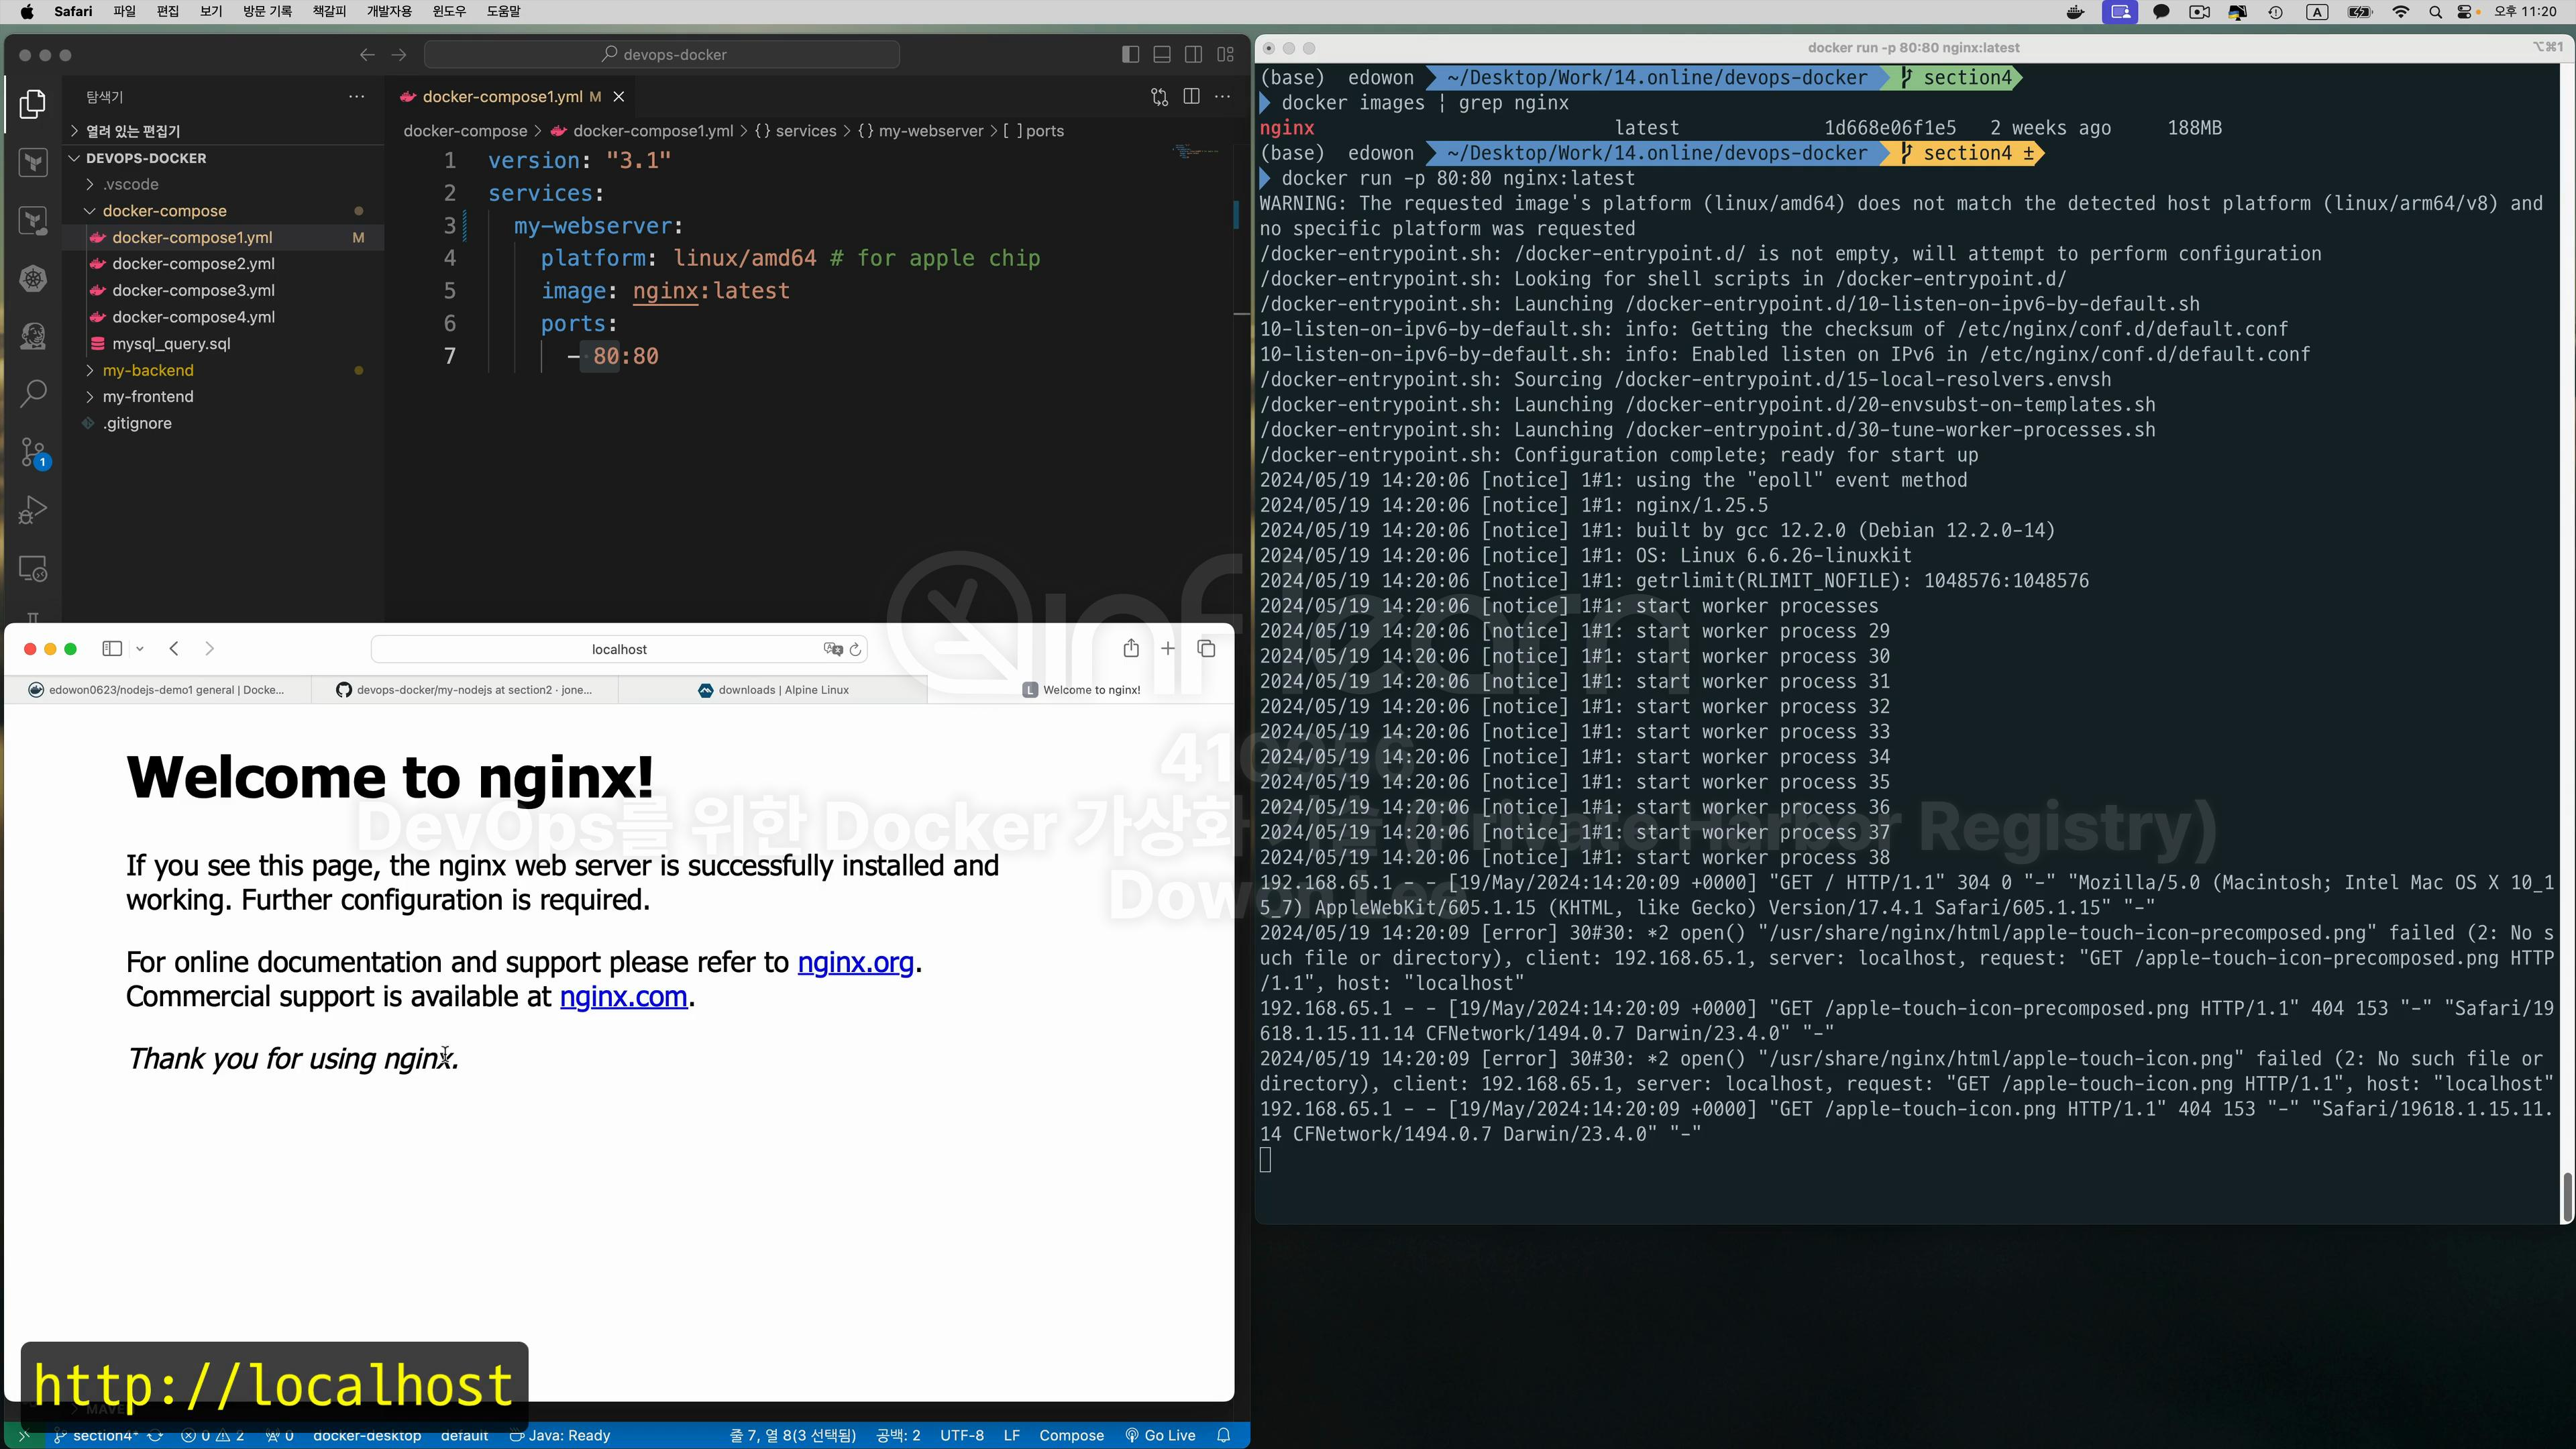 Safari 파일 편집 보기 방문 기록 책갈피 개발자용 윈도우 도움말
A 오후 11:20
devops-docker
탐색기
열려 있는 편집기
DEVOPS-DOCKER
.vscode
docker-compose
docker-compose1.yml M
docker-compose2.yml
docker-compose3.yml
docker-compose4.yml
mysql_query.sql
my-backend
my-frontend
.gitignore
1
docker-compose1.yml M
docker-compose > docker-compose1.yml > {} services > {} my-webserver > [ ] ports
1 version: "3.1"
2 services:
3 my-webserver:
4 platform: linux/amd64 # for apple chip
5 image: nginx:latest
6 ports:
7 - 80:80
localhost
edowon0623/nodejs-demo1 general | Docke...
devops-docker/my-nodejs at section2 · jone...
downloads | Alpine Linux
L Welcome to nginx!
Welcome to nginx!
If you see this page, the nginx web server is successfully installed and
working. Further configuration is required.
For online documentation and support please refer to nginx.org.
Commercial support is available at nginx.com.
Thank you for using nginx.
http://localhost
section4* 0 2 0 docker-desktop default Java: Ready 줄 7, 열 8(3 선택됨) 공백: 2 UTF-8 LF Compose Go Live
docker run -p 80:80 nginx:latest ⌥⌘1
(base) edowon ~/Desktop/Work/14.online/devops-docker section4
docker images | grep nginx
nginx latest 1d668e06f1e5 2 weeks ago 188MB
(base) edowon ~/Desktop/Work/14.online/devops-docker section4 ±
docker run -p 80:80 nginx:latest
WARNING: The requested image's platform (linux/amd64) does not match the detected host platform (linux/arm64/v8) and
no specific platform was requested
/docker-entrypoint.sh: /docker-entrypoint.d/ is not empty, will attempt to perform configuration
/docker-entrypoint.sh: Looking for shell scripts in /docker-entrypoint.d/
/docker-entrypoint.sh: Launching /docker-entrypoint.d/10-listen-on-ipv6-by-default.sh
10-listen-on-ipv6-by-default.sh: info: Getting the checksum of /etc/nginx/conf.d/default.conf
10-listen-on-ipv6-by-default.sh: info: Enabled listen on IPv6 in /etc/nginx/conf.d/default.conf
/docker-entrypoint.sh: Sourcing /docker-entrypoint.d/15-local-resolvers.envsh
/docker-entrypoint.sh: Launching /docker-entrypoint.d/20-envsubst-on-templates.sh
/docker-entrypoint.sh: Launching /docker-entrypoint.d/30-tune-worker-processes.sh
/docker-entrypoint.sh: Configuration complete; ready for start up
2024/05/19 14:20:06 [notice] 1#1: using the "epoll" event method
2024/05/19 14:20:06 [notice] 1#1: nginx/1.25.5
2024/05/19 14:20:06 [notice] 1#1: built by gcc 12.2.0 (Debian 12.2.0-14)
2024/05/19 14:20:06 [notice] 1#1: OS: Linux 6.6.26-linuxkit
2024/05/19 14:20:06 [notice] 1#1: getrlimit(RLIMIT_NOFILE): 1048576:1048576
2024/05/19 14:20:06 [notice] 1#1: start worker processes
2024/05/19 14:20:06 [notice] 1#1: start worker process 29
2024/05/19 14:20:06 [notice] 1#1: start worker process 30
2024/05/19 14:20:06 [notice] 1#1: start worker process 31
2024/05/19 14:20:06 [notice] 1#1: start worker process 32
2024/05/19 14:20:06 [notice] 1#1: start worker process 33
2024/05/19 14:20:06 [notice] 1#1: start worker process 34
2024/05/19 14:20:06 [notice] 1#1: start worker process 35
2024/05/19 14:20:06 [notice] 1#1: start worker process 36
2024/05/19 14:20:06 [notice] 1#1: start worker process 37
2024/05/19 14:20:06 [notice] 1#1: start worker process 38
192.168.65.1 - - [19/May/2024:14:20:09 +0000] "GET / HTTP/1.1" 304 0 "-" "Mozilla/5.0 (Macintosh; Intel Mac OS X 10_1
5_7) AppleWebKit/605.1.15 (KHTML, like Gecko) Version/17.4.1 Safari/605.1.15" "-"
2024/05/19 14:20:09 [error] 30#30: *2 open() "/usr/share/nginx/html/apple-touch-icon-precomposed.png" failed (2: No s
uch file or directory), client: 192.168.65.1, server: localhost, request: "GET /apple-touch-icon-precomposed.png HTTP
/1.1", host: "localhost"
192.168.65.1 - - [19/May/2024:14:20:09 +0000] "GET /apple-touch-icon-precomposed.png HTTP/1.1" 404 153 "-" "Safari/19
618.1.15.11.14 CFNetwork/1494.0.7 Darwin/23.4.0" "-"
2024/05/19 14:20:09 [error] 30#30: *2 open() "/usr/share/nginx/html/apple-touch-icon.png" failed (2: No such file or
directory), client: 192.168.65.1, server: localhost, request: "GET /apple-touch-icon.png HTTP/1.1", host: "localhost"
192.168.65.1 - - [19/May/2024:14:20:09 +0000] "GET /apple-touch-icon.png HTTP/1.1" 404 153 "-" "Safari/19618.1.15.11.
14 CFNetwork/1494.0.7 Darwin/23.4.0" "-"
inflearn
410956
DevOps를 위한 Docker 가상화 기술 (Private Harbor Registry)
Dowon Lee